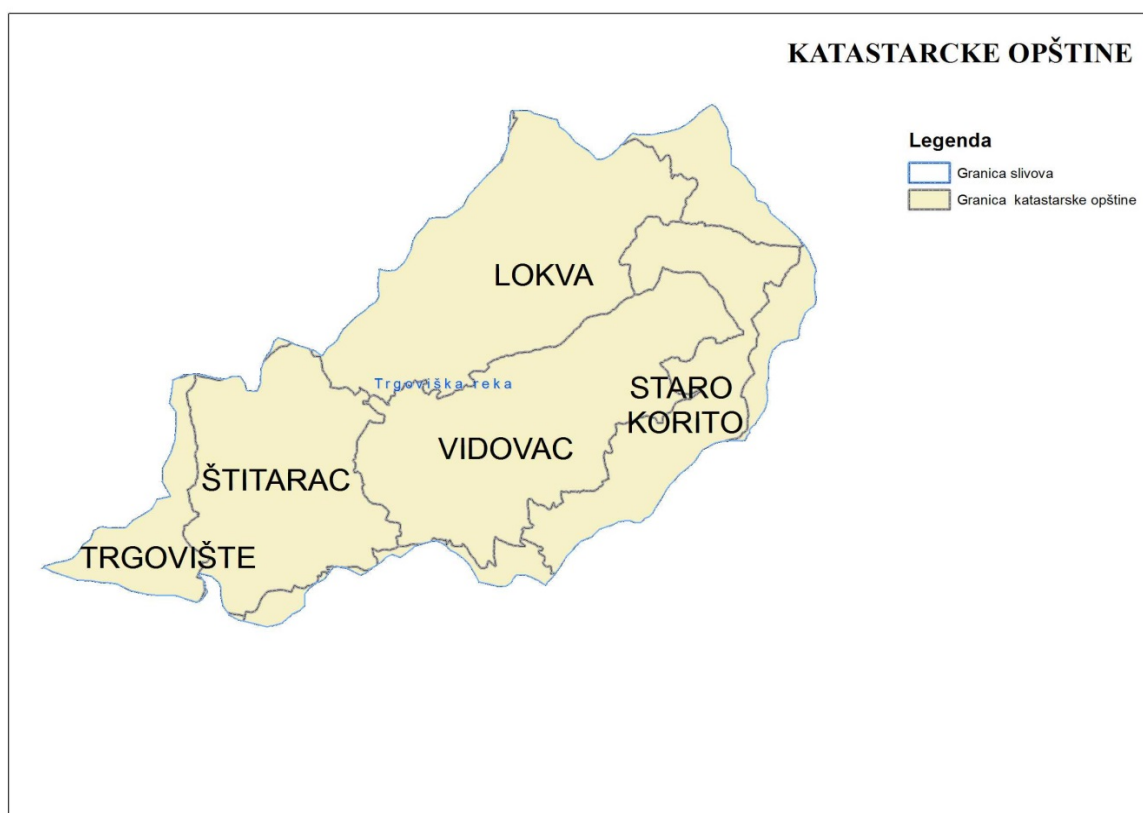 KATASTARCKE OPŠTINE
Legenda
Granica slivova
Granica katastarske opštine
LOKVA
Trgoviška reka
STARO
KORITO
VIDOVAC
ŠTITARAC
TRGOVIŠTE